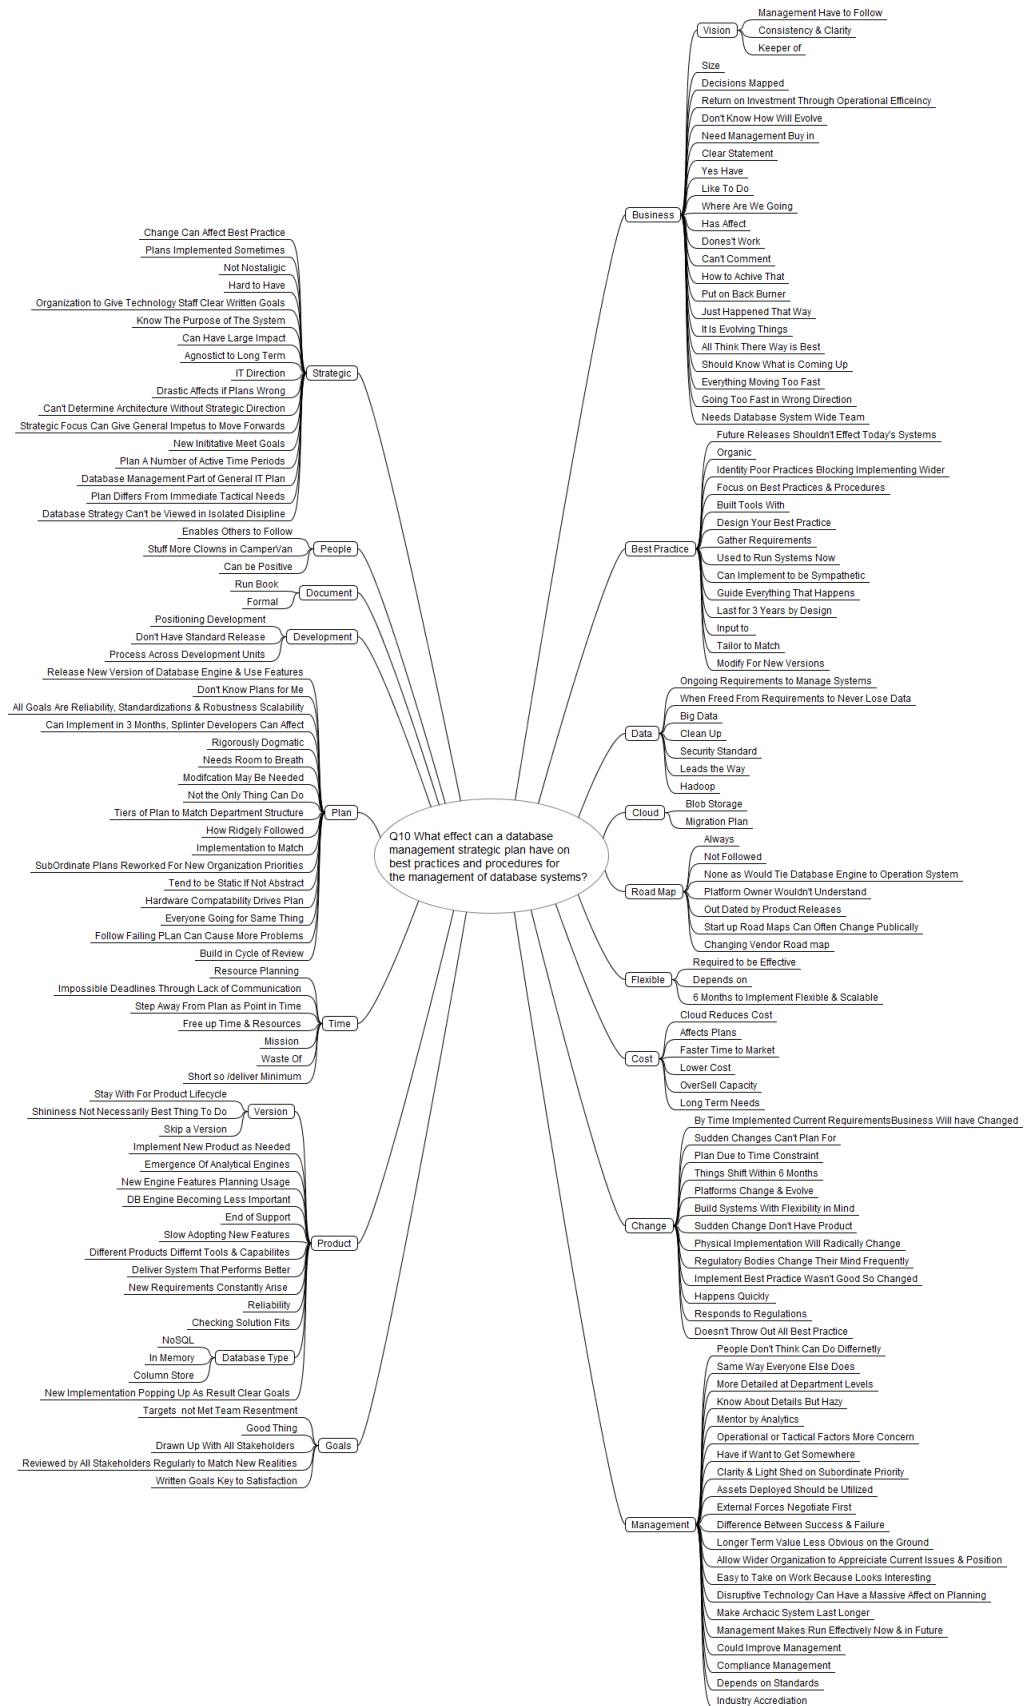 Q10 What effect can a database
management strategic plan have on
best practices and procedures for
the management of database systems?
Business
Vision
Management Have to Follow
Consistency & Clarity
Keeper of
Size
Decisions Mapped
Return on Investment Through Operational Efficeincy
Don't Know How Will Evolve
Need Management Buy in
Clear Statement
Yes Have
Like To Do
Where Are We Going
Has Affect
Dones't Work
Can't Comment
How to Achive That
Put on Back Burner
Just Happened That Way
It Is Evolving Things
All Think There Way is Best
Should Know What is Coming Up
Everything Moving Too Fast
Going Too Fast in Wrong Direction
Needs Database System Wide Team
Best Practice
Future Releases Shouldn't Effect Today's Systems
Organic
Identity Poor Practices Blocking Implementing Wider
Focus on Best Practices & Procedures
Built Tools With
Design Your Best Practice
Gather Requirements
Used to Run Systems Now
Can Implement to be Sympathetic
Guide Everything That Happens
Last for 3 Years by Design
Input to
Tailor to Match
Modify For New Versions
Data
Ongoing Requirements to Manage Systems
When Freed From Requirements to Never Lose Data
Big Data
Clean Up
Security Standard
Leads the Way
Hadoop
Cloud
Blob Storage
Migration Plan
Road Map
Always
Not Followed
None as Would Tie Database Engine to Operation System
Platform Owner Wouldn't Understand
Out Dated by Product Releases
Start up Road Maps Can Often Change Publically
Changing Vendor Road map
Flexible
Required to be Effective
Depends on
6 Months to Implement Flexible & Scalable
Cost
Cloud Reduces Cost
Affects Plans
Faster Time to Market
Lower Cost
OverSell Capacity
Long Term Needs
Change
By Time Implemented Current RequirementsBusiness Will have Changed
Sudden Changes Can't Plan For
Plan Due to Time Constraint
Things Shift Within 6 Months
Platforms Change & Evolve
Build Systems With Flexibility in Mind
Sudden Change Don't Have Product
Physical Implementation Will Radically Change
Regulatory Bodies Change Their Mind Frequently
Implement Best Practice Wasn't Good So Changed
Happens Quickly
Responds to Regulations
Doesn't Throw Out All Best Practice
Management
People Don't Think Can Do Differnetly
Same Way Everyone Else Does
More Detailed at Department Levels
Know About Details But Hazy
Mentor by Analytics
Operational or Tactical Factors More Concern
Have if Want to Get Somewhere
Clarity & Light Shed on Subordinate Priority
Assets Deployed Should be Utilized
External Forces Negotiate First
Difference Between Success & Failure
Longer Term Value Less Obvious on the Ground
Allow Wider Organization to Appreiciate Current Issues & Position
Easy to Take on Work Because Looks Interesting
Disruptive Technology Can Have a Massive Affect on Planning
Make Archacic System Last Longer
Management Makes Run Effectively Now & in Future
Could Improve Management
Compliance Management
Depends on Standards
Industry Accrediation
Strategic
Change Can Affect Best Practice
Plans Implemented Sometimes
Not Nostaligic
Hard to Have
Organization to Give Technology Staff Clear Written Goals
Know The Purpose of The System
Can Have Large Impact
Agnostict to Long Term
IT Direction
Drastic Affects if Plans Wrong
Can't Determine Architecture Without Strategic Direction
Strategic Focus Can Give General Impetus to Move Forwards
New Inititative Meet Goals
Plan A Number of Active Time Periods
Database Management Part of General IT Plan
Plan Differs From Immediate Tactical Needs
Database Strategy Can't be Viewed in Isolated Disipline
People
Enables Others to Follow
Stuff More Clowns in CamperVan
Can be Positive
Document
Run Book
Formal
Development
Positioning Development
Don't Have Standard Release
Process Across Development Units
Plan
Release New Version of Database Engine & Use Features
Don't Know Plans for Me
All Goals Are Reliability, Standardizations & Robustness Scalability
Can Implement in 3 Months, Splinter Developers Can Affect
Rigorously Dogmatic
Needs Room to Breath
Modifcation May Be Needed
Not the Only Thing Can Do
Tiers of Plan to Match Department Structure
How Ridgely Followed
Implementation to Match
SubOrdinate Plans Reworked For New Organization Priorities
Tend to be Static If Not Abstract
Hardware Compatability Drives Plan
Everyone Going for Same Thing
Follow Failing PLan Can Cause More Problems
Build in Cycle of Review
Time
Resource Planning
Impossible Deadlines Through Lack of Communication
Step Away From Plan as Point in Time
Free up Time & Resources
Mission
Waste Of
Short so /deliver Minimum
Product
Version
Stay With For Product Lifecycle
Shininess Not Necessarily Best Thing To Do
Skip a Version
Implement New Product as Needed
Emergence Of Analytical Engines
New Engine Features Planning Usage
DB Engine Becoming Less Important
End of Support
Slow Adopting New Features
Different Products Differnt Tools & Capabilites
Deliver System That Performs Better
New Requirements Constantly Arise
Reliability
Checking Solution Fits
Database Type
NoSQL
In Memory
Column Store
New Implementation Popping Up As Result Clear Goals
Goals
Targets not Met Team Resentment
Good Thing
Drawn Up With All Stakeholders
Reviewed by All Stakeholders Regularly to Match New Realities
Written Goals Key to Satisfaction